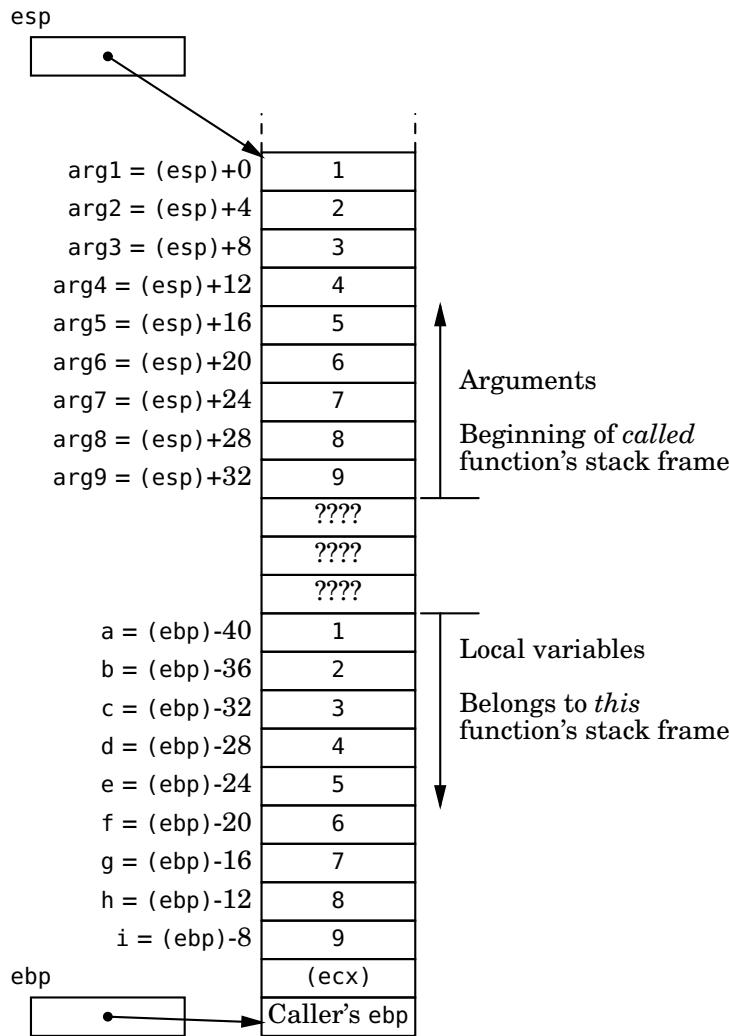 esp
arg1 = (esp)+0 1
arg2 = (esp)+4 2
arg3 = (esp)+8 3
arg4 = (esp)+12 4
arg5 = (esp)+16 5
arg6 = (esp)+20 6
arg7 = (esp)+24 7
arg8 = (esp)+28 8
arg9 = (esp)+32 9
Arguments
Beginning of called
function's stack frame
????
????
????
a = (ebp)-40 1
b = (ebp)-36 2
c = (ebp)-32 3
d = (ebp)-28 4
e = (ebp)-24 5
f = (ebp)-20 6
g = (ebp)-16 7
h = (ebp)-12 8
i = (ebp)-8 9
Local variables
Belongs to this
function's stack frame
(ecx)
ebp
Caller's ebp